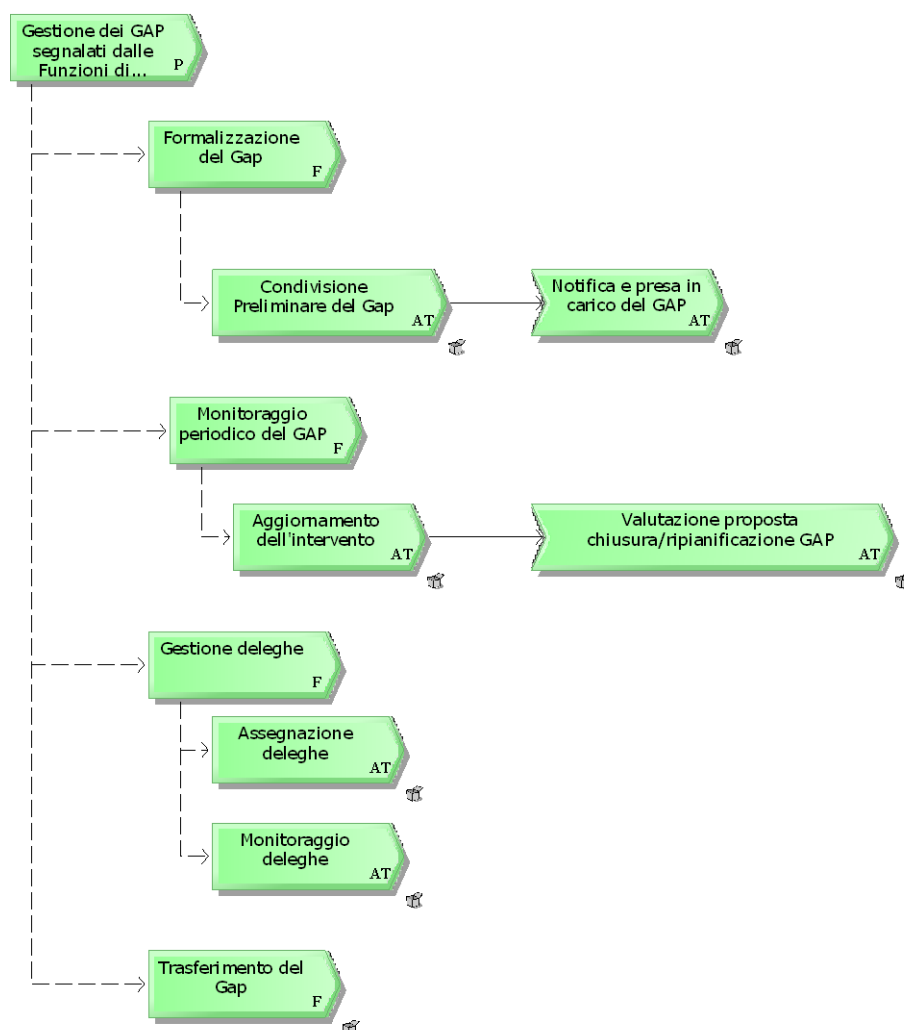 Gestione dei GAP
segnalati dalle
Funzioni di...
P
Formalizzazione
del Gap
F
Condivisione
Preliminare del Gap
AT
Notifica e presa in
carico del GAP
AT
Monitoraggio
periodico del GAP
F
Aggiornamento
dell'intervento
AT
Valutazione proposta
chiusura/ripianificazione GAP
AT
Gestione deleghe
F
Assegnazione
deleghe
AT
Monitoraggio
deleghe
AT
Trasferimento del
Gap
F